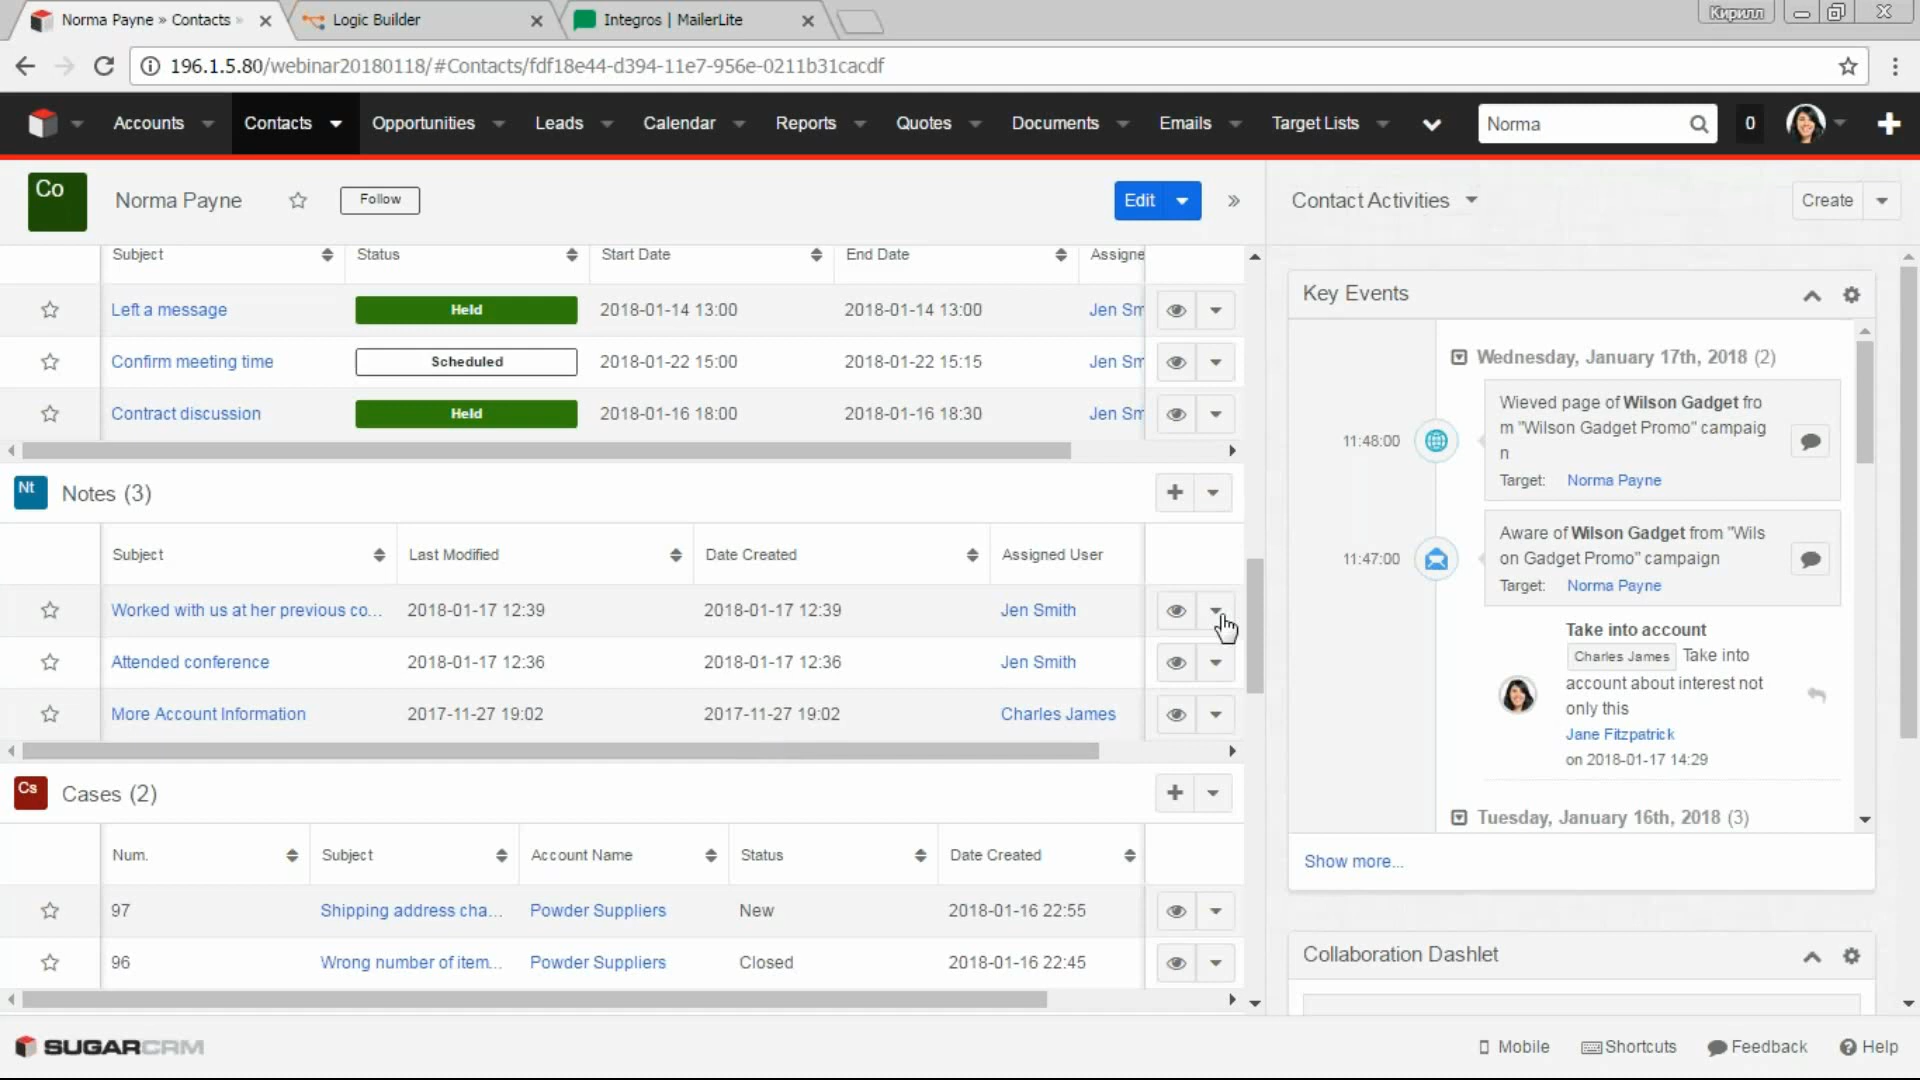 Norma Payne » Contacts »
Logic Builder
Integros | MailerLite
Кирилл
196.1.5.80/webinar20180118/#Contacts/fdf18e44-d394-11e7-956e-0211b31cacdf
Accounts Contacts Opportunities Leads Calendar Reports Quotes Documents Emails Target Lists Norma 0
Co Norma Payne Follow Edit » Contact Activities Create
Subject Status Start Date End Date Assigne
Left a message Held 2018-01-14 13:00 2018-01-14 13:00 Jen Sm
Confirm meeting time Scheduled 2018-01-22 15:00 2018-01-22 15:15 Jen Sm
Contract discussion Held 2018-01-16 18:00 2018-01-16 18:30 Jen Sm
Nt Notes (3)
Subject Last Modified Date Created Assigned User
Worked with us at her previous co... 2018-01-17 12:39 2018-01-17 12:39 Jen Smith
Attended conference 2018-01-17 12:36 2018-01-17 12:36 Jen Smith
More Account Information 2017-11-27 19:02 2017-11-27 19:02 Charles James
Cs Cases (2)
Num. Subject Account Name Status Date Created
97 Shipping address cha... Powder Suppliers New 2018-01-16 22:55
96 Wrong number of item... Powder Suppliers Closed 2018-01-16 22:45
Key Events
Wednesday, January 17th, 2018 (2)
11:48:00
Wieved page of Wilson Gadget fro
m "Wilson Gadget Promo" campaig
n
Target: Norma Payne
11:47:00
Aware of Wilson Gadget from "Wils
on Gadget Promo" campaign
Target: Norma Payne
Take into account
Charles James Take into
account about interest not
only this
Jane Fitzpatrick
on 2018-01-17 14:29
Tuesday, January 16th, 2018 (3)
Show more...
Collaboration Dashlet
SUGARCRM
Mobile Shortcuts Feedback Help